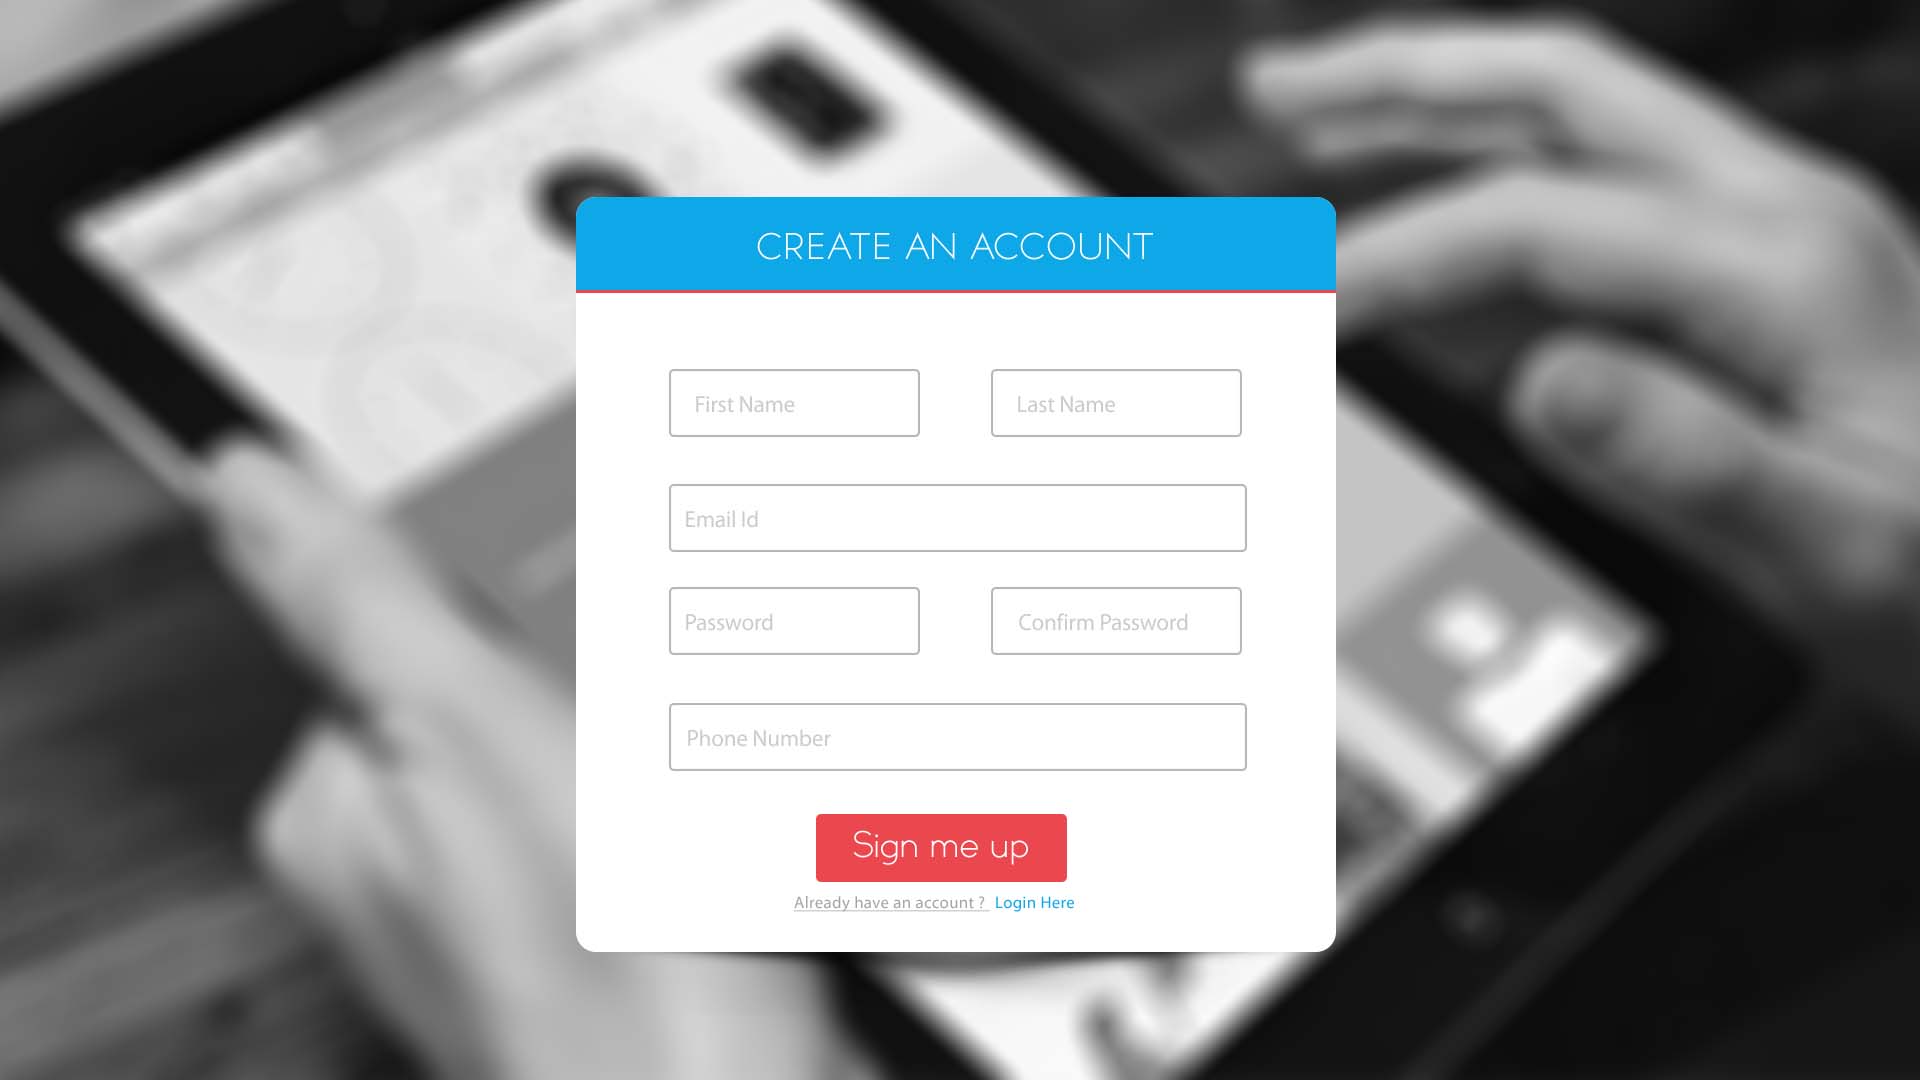 CREATE AN ACCOUNT
First Name
Last Name
Email Id
Password
Confirm Password
Phone Number
Sign me up
Already have an account ? Login Here